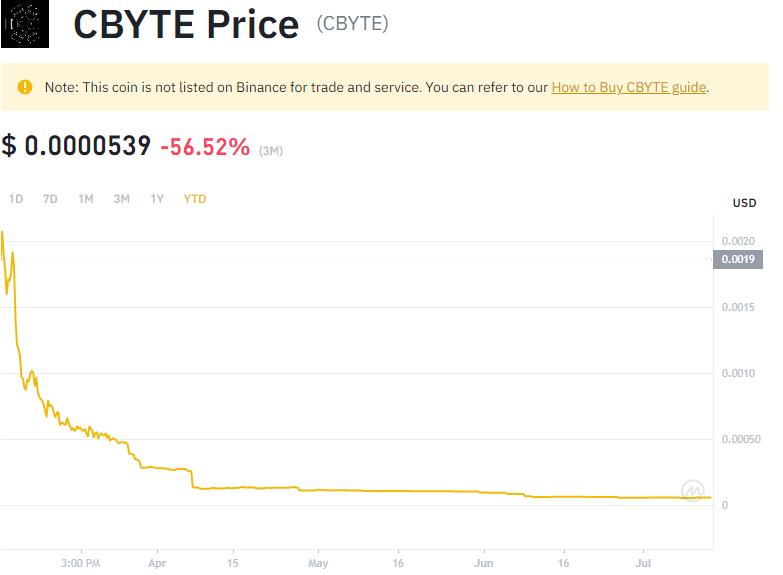 CBYTE Price (CBYTE)
Note: This coin is not listed on Binance for trade and service. You can refer to our How to Buy CBYTE guide.
$ 0.0000539 -56.52% (3M)
1D 7D 1M 3M 1Y YTD
USD
0.0020
0.0019
0.0015
0.0010
0.00050
0
3:00 PM Apr 15 May 16 Jun 16 Jul